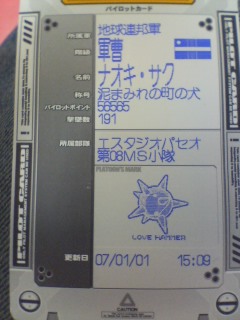 パイロットカード
所属軍 地球連邦軍
階級 軍曹
名前 ナオキ・サク
称号 泥まみれの町の犬
パイロットポイント 56565
撃墜数 191
所属部隊 エスタジオパセオ
第08MS小隊
PLATOON'S MARK
LOVE HAMMER
更新日 07/01/01 15:09
CAUTION